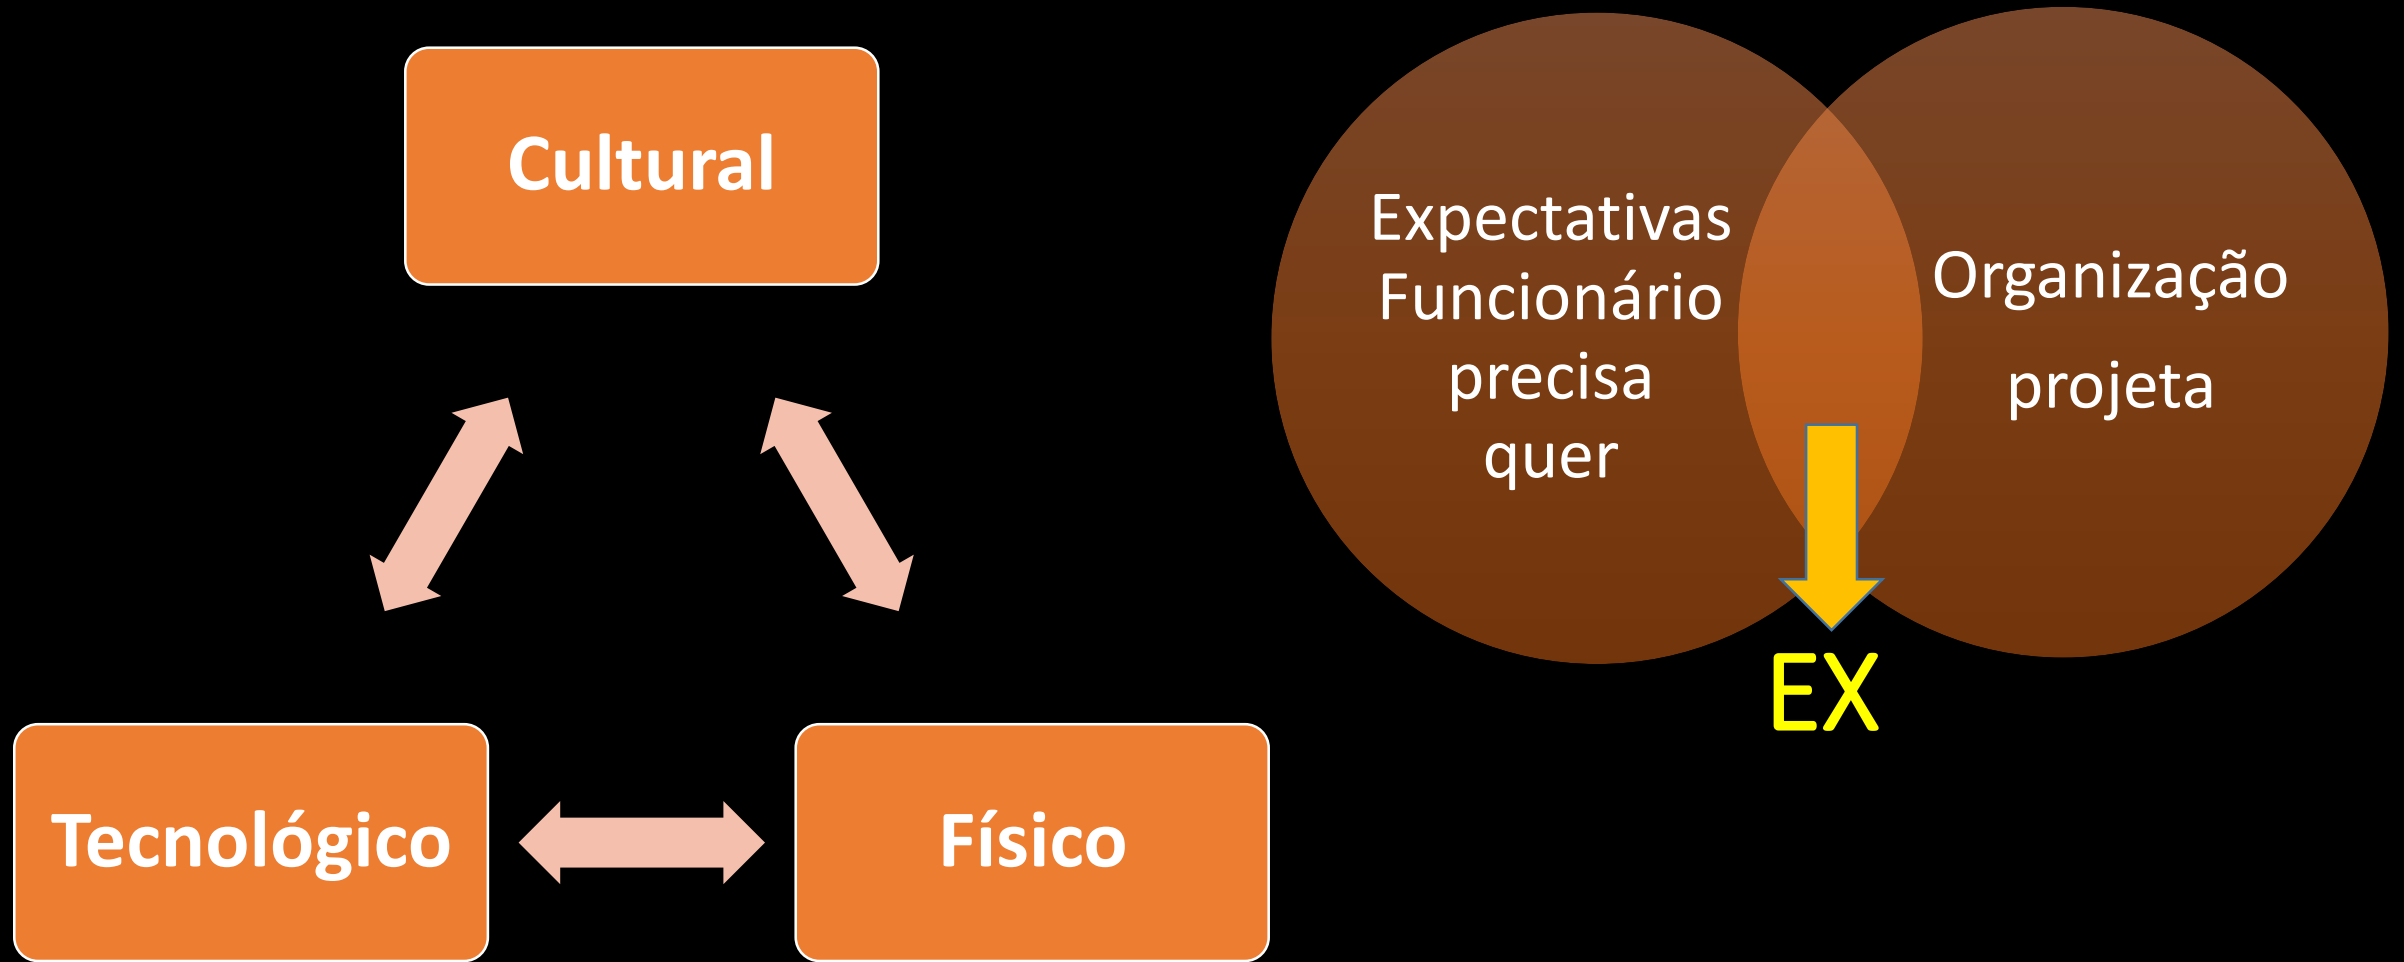 Cultural
Tecnológico
Físico
Expectativas
Funcionário
precisa
quer
Organização
projeta
EX